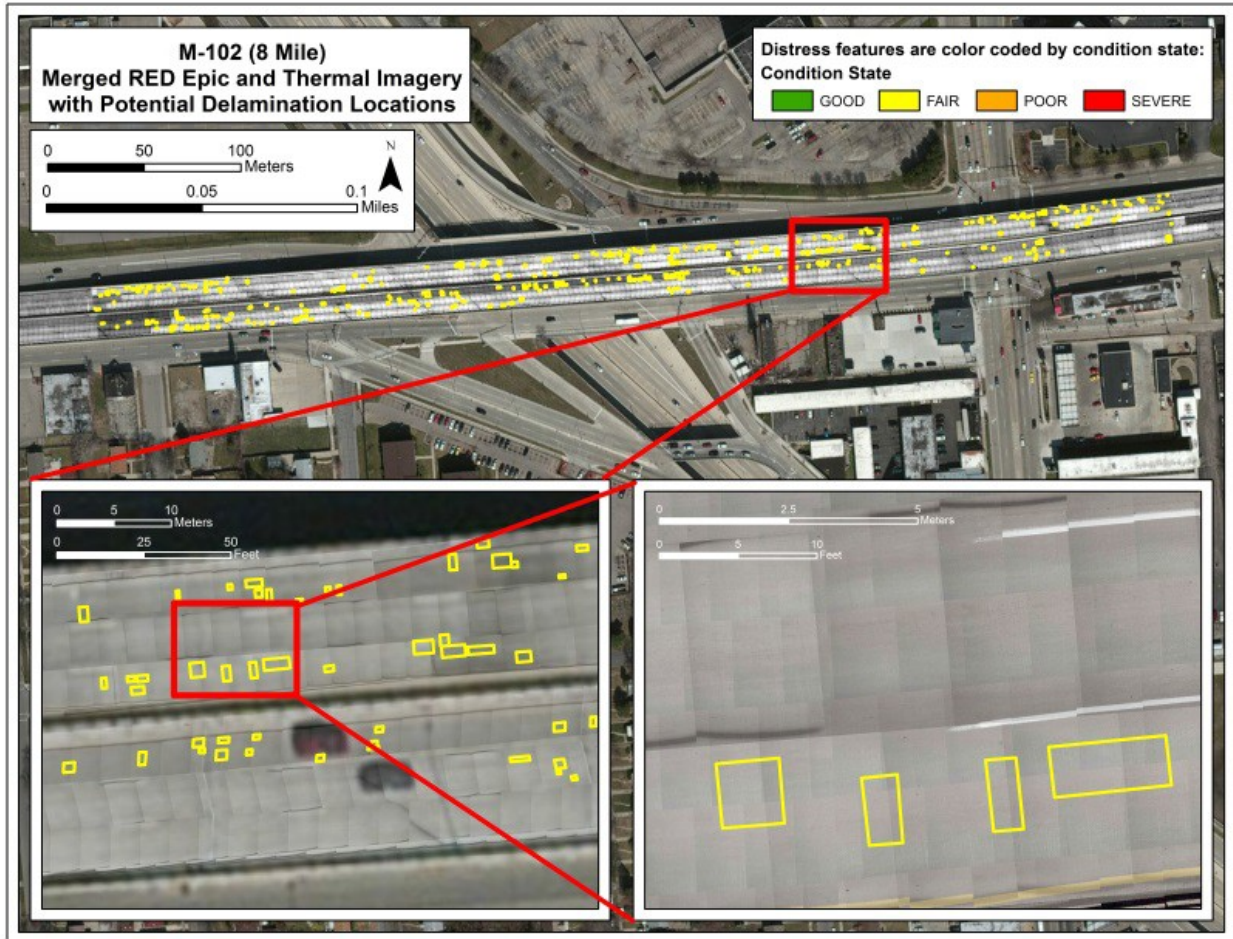 M-102 (8 Mile)
Merged RED Epic and Thermal Imagery
with Potential Delamination Locations
Distress features are color coded by condition state:
Condition State
GOOD FAIR POOR SEVERE
0 50 100
Meters
0 0.05 0.1
Miles
N
0 5 10
Meters
0 25 50
Feet
0 2.5 5
Meters
0 5 10
Feet